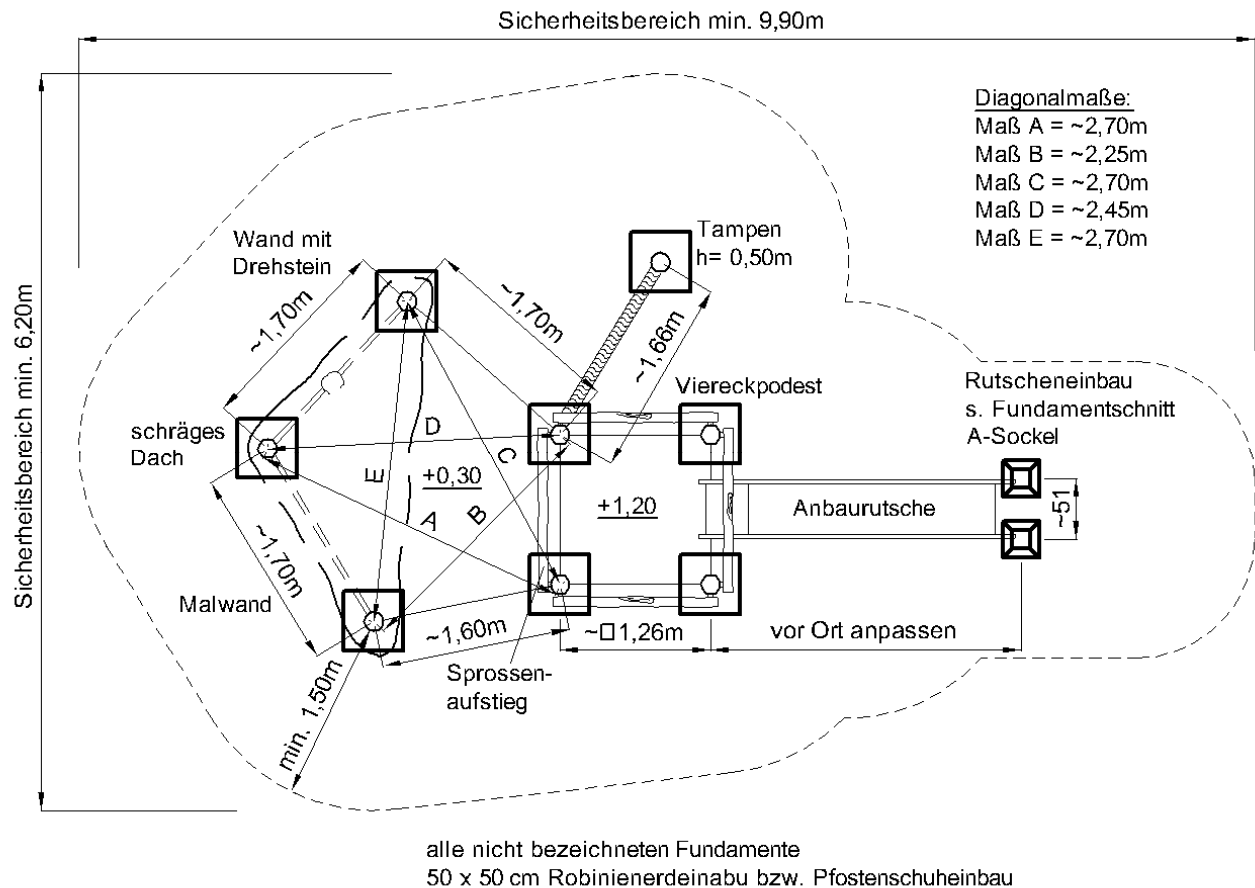 Sicherheitsbereich min. 9,90m
Sicherheitsbereich min. 6,20m
Diagonalmaße:
Maß A = ~2,70m
Maß B = ~2,25m
Maß C = ~2,70m
Maß D = ~2,45m
Maß E = ~2,70m
Wand mit
Drehstein
Tampen
h= 0,50m
~1,70m
~1,70m
~1,66m
Viereckpodest
Rutscheneinbau
s. Fundamentschnitt
A-Sockel
schräges
Dach
D
C
E
+0,30
A
B
+1,20
Anbaurutsche
~51
~1,70m
Malwand
~1,60m
~□1,26m
vor Ort anpassen
Sprossen-
aufstieg
min. 1,50m
alle nicht bezeichneten Fundamente
50 x 50 cm Robinienerdeinabu bzw. Pfostenschuheinbau